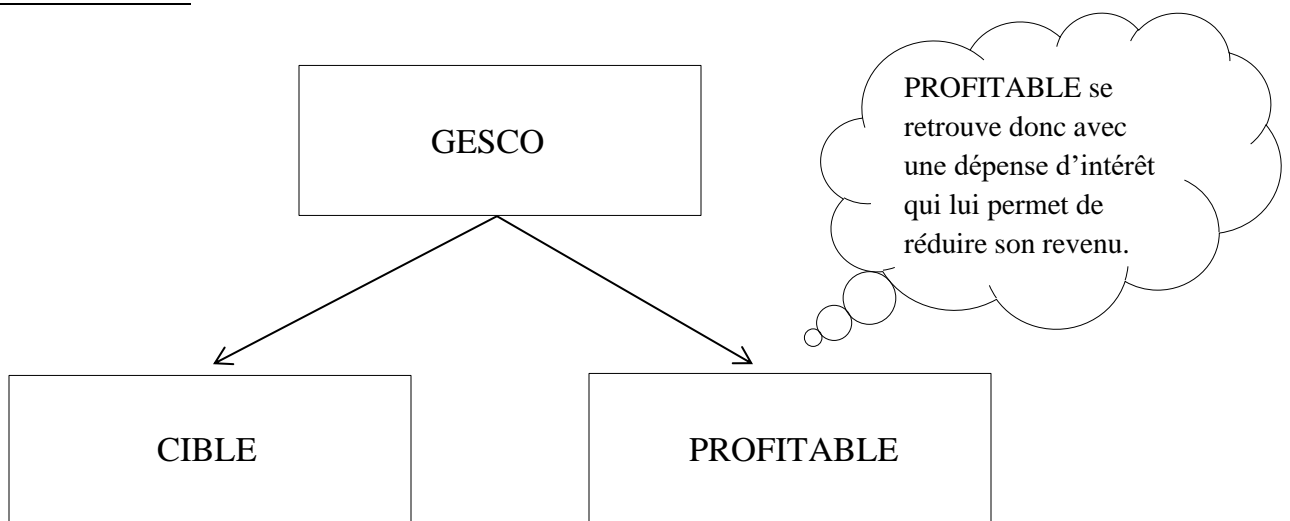 GESCO
PROFITABLE se
retrouve donc avec
une dépense d’intérêt
qui lui permet de
réduire son revenu.
CIBLE
PROFITABLE